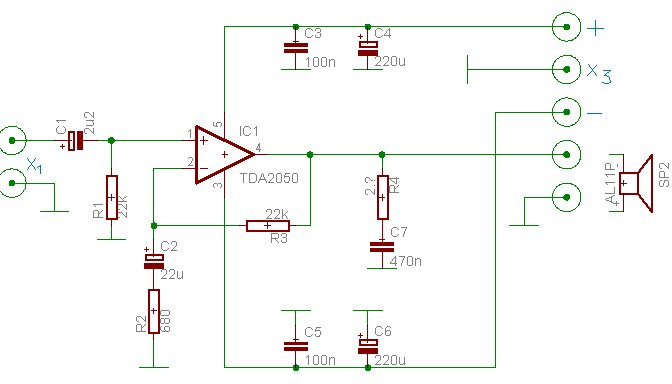 C3
100n
C4
220u
+
X3
−
C1
2u2
X1
R1
22k
5
IC1
1
2
4
3
TDA2050
22k
R3
C2
22u
R2
680
2.?
R4
C7
470n
AL11P
SP2
C5
100n
C6
220u